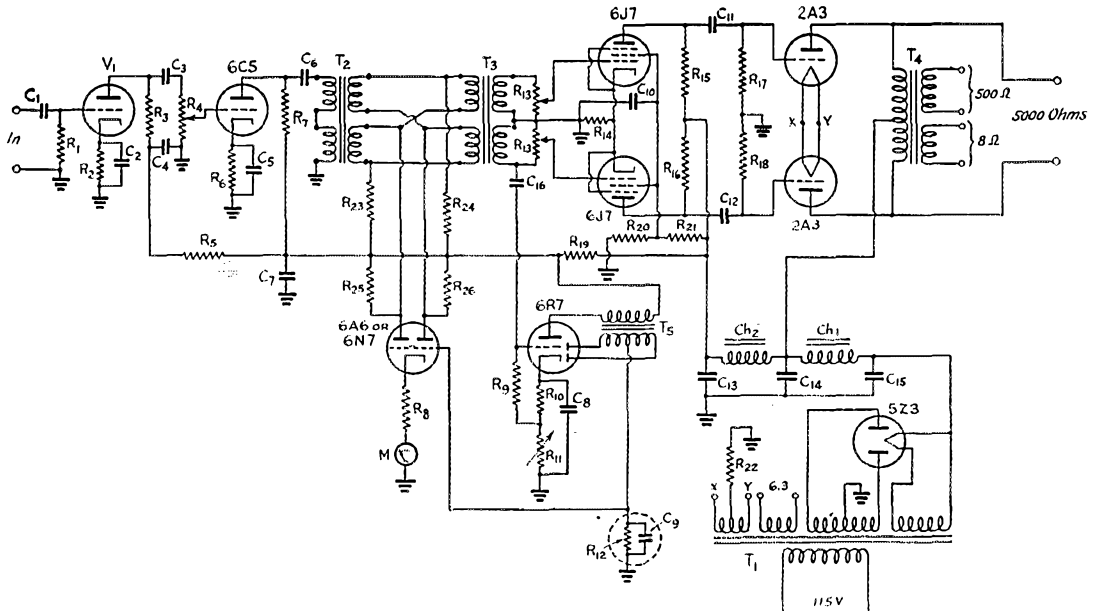 6J7
C11
2A3
V1
C3
6C5
C6
T2
T3
T4
C1
R3
R4
R7
R13
C10
R15
R17
500 Ω
In
R1
R2
C2
C4
R6
C5
R13
R14
R16
R18
X
Y
8 Ω
5000 Ohms
C16
6J7
C12
2A3
R23
R24
R20
R21
R5
R19
C7
R25
R26
6A6 OR
6N7
6R7
T5
Ch2
Ch1
R9
R10
C8
C13
C14
C15
R8
R11
5Z3
M
R22
X
Y
6.3
C9
R12
T1
115V